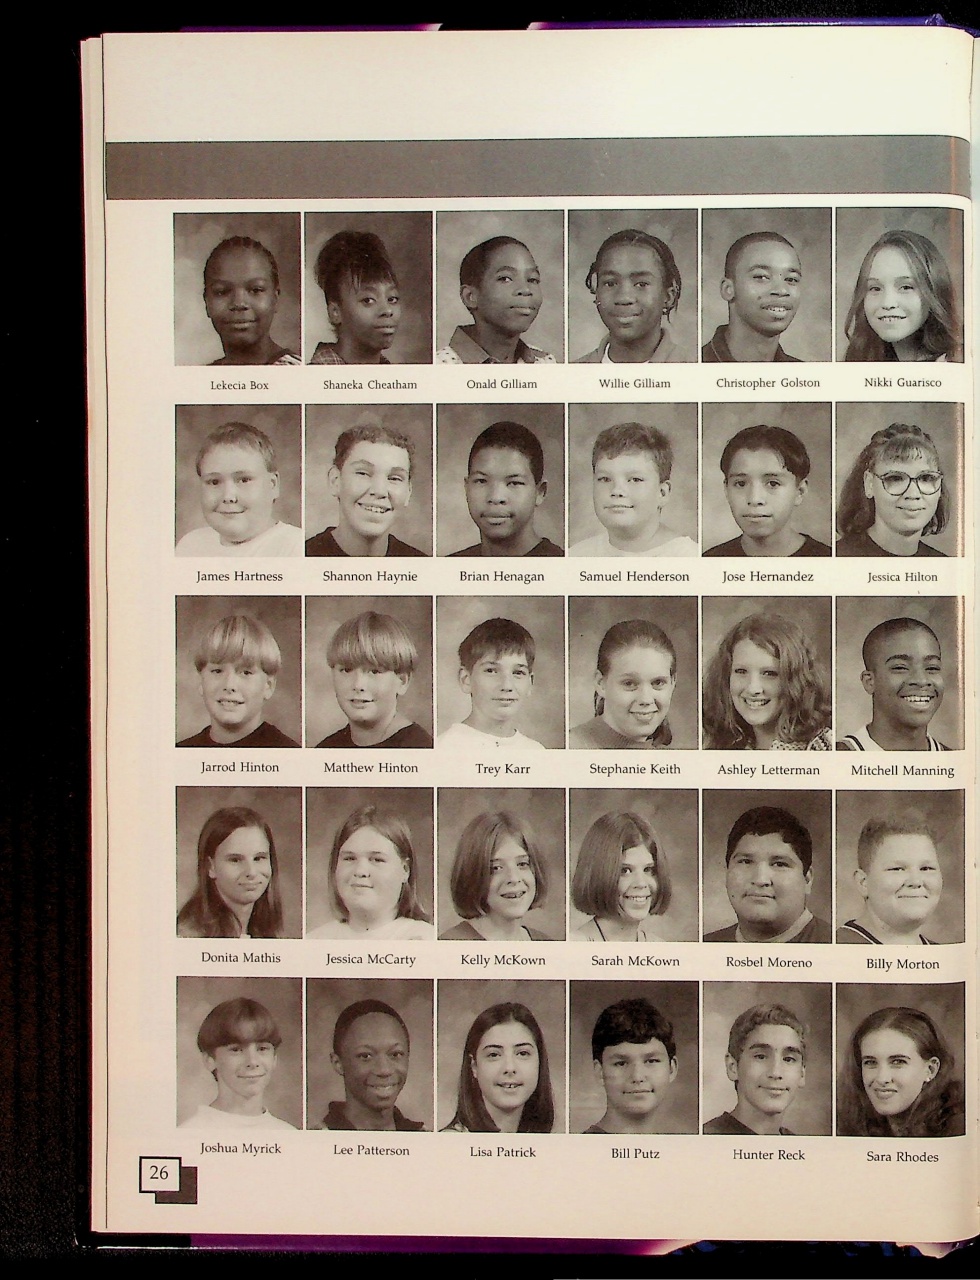 Lekecia Box Shaneka Cheatham Onald Gilliam Willie Gilliam Christopher Golston Nikki Guarisco
James Hartness Shannon Haynie Brian Henagan Samuel Henderson Jose Hernandez Jessica Hilton
Jarrod Hinton Matthew Hinton Trey Karr Stephanie Keith Ashley Letterman Mitchell Manning
Donita Mathis Jessica McCarty Kelly McKown Sarah McKown Rosbel Moreno Billy Morton
Joshua Myrick Lee Patterson Lisa Patrick Bill Putz Hunter Reck Sara Rhodes
26